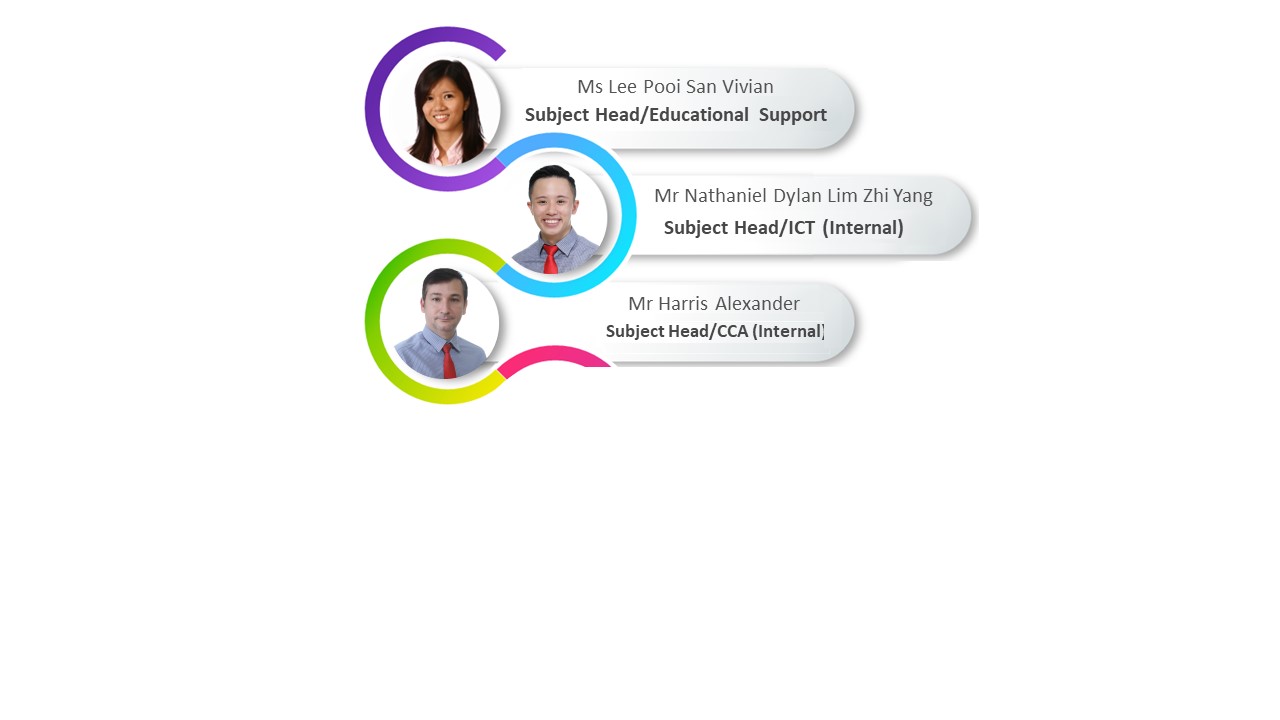 Ms Lee Pooi San Vivian
Subject Head/Educational Support
Mr Nathaniel Dylan Lim Zhi Yang
Subject Head/ICT (Internal)
Mr Harris Alexander
Subject Head/CCA (Internal)